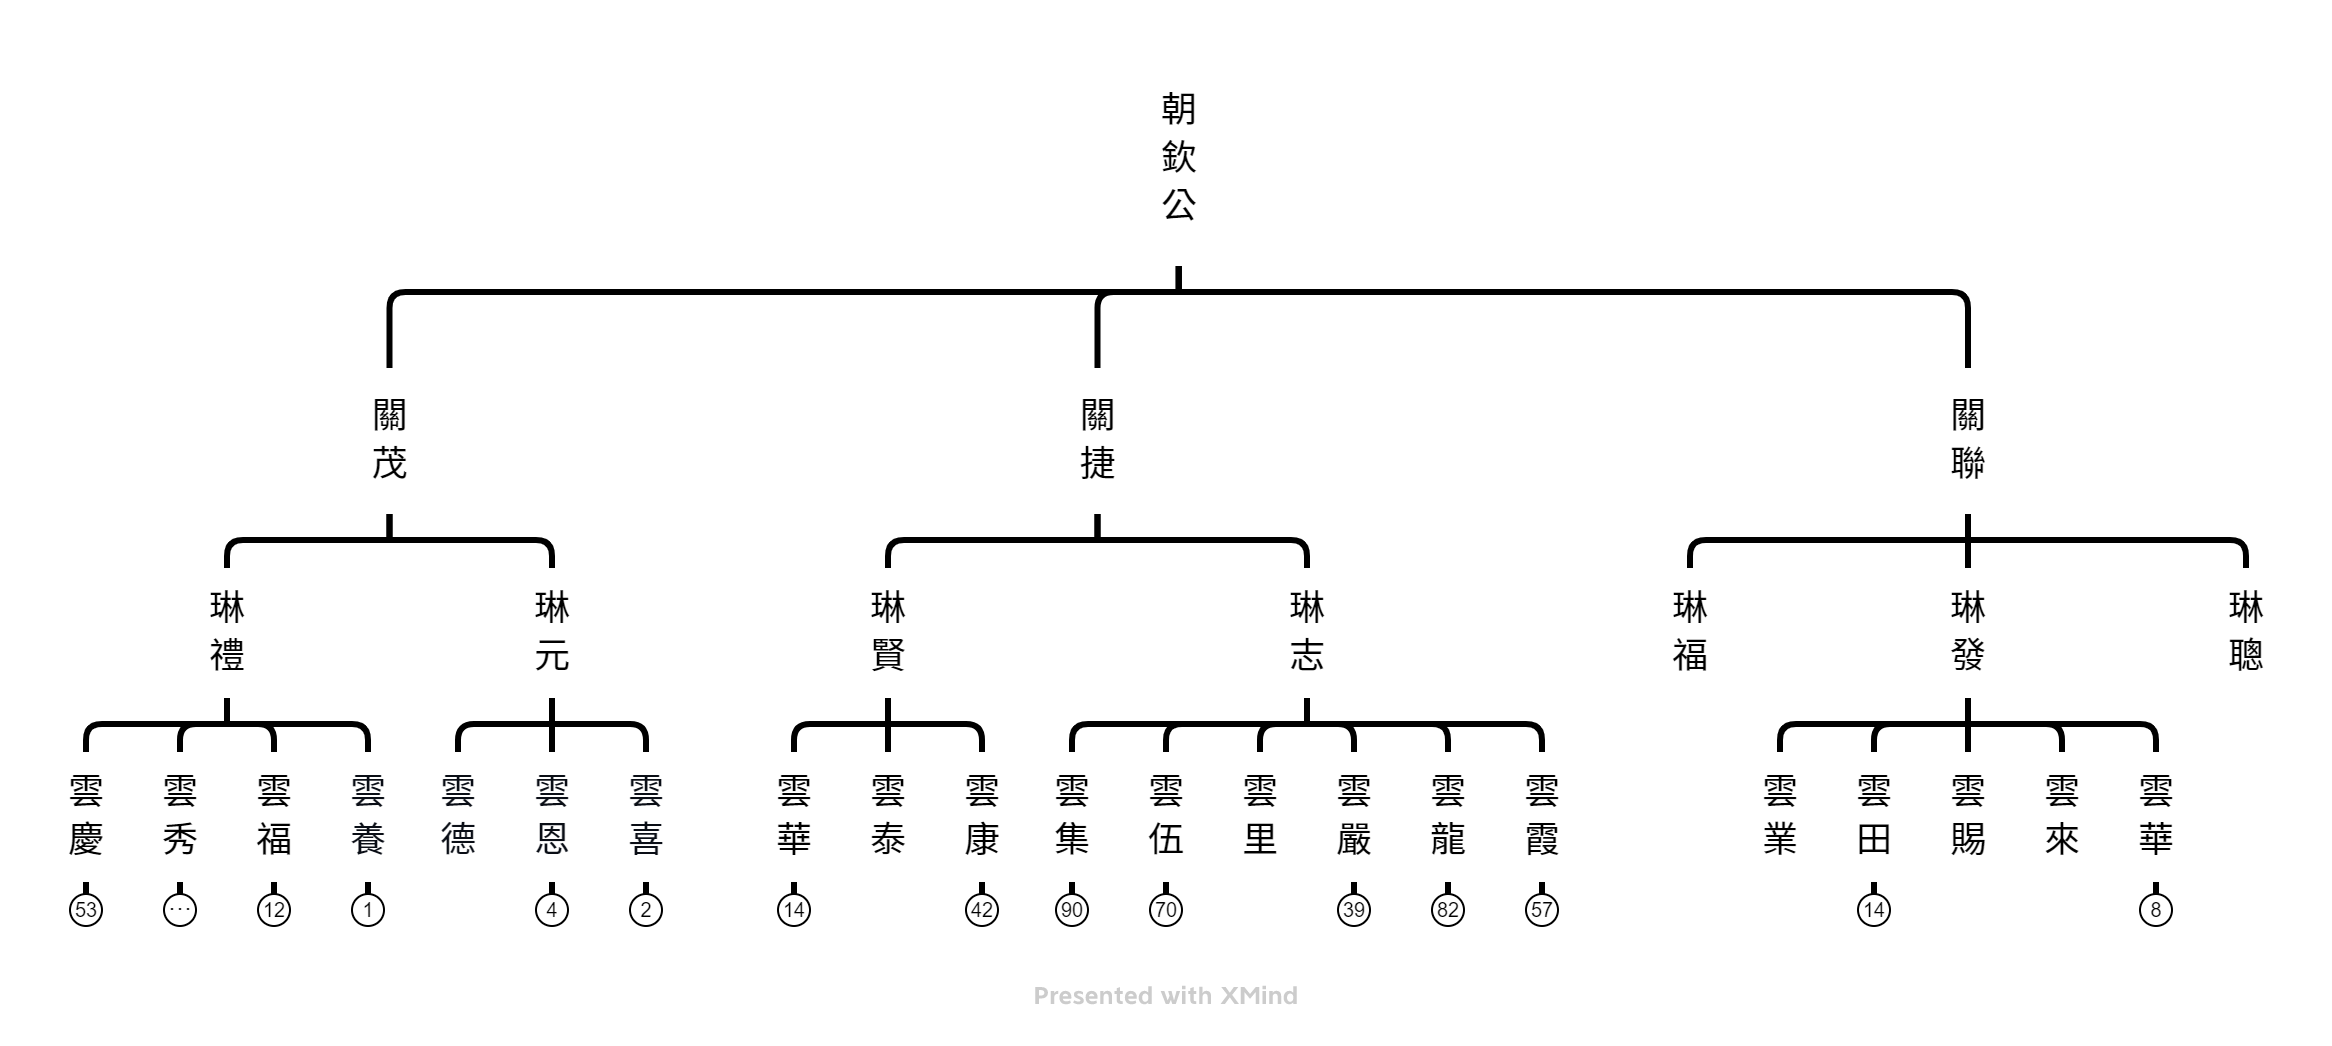 朝欽公
關茂
關捷
關聯
琳禮
琳元
琳賢
琳志
琳福
琳發
琳聰
雲慶
雲秀
雲福
雲養
雲德
雲恩
雲喜
雲華
雲泰
雲康
雲集
雲伍
雲里
雲嚴
雲龍
雲霞
雲業
雲田
雲賜
雲來
雲華
53
...
12
1
4
2
14
42
90
70
39
82
57
14
8
Presented with XMind